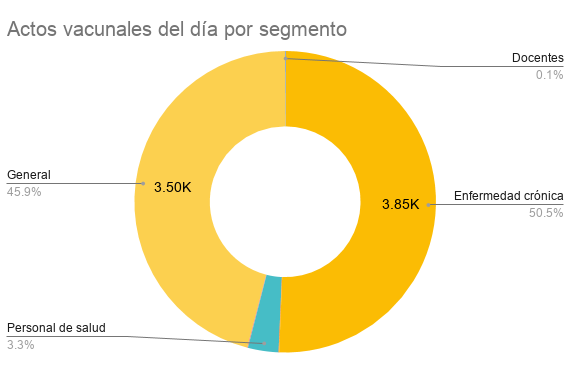 Actos vacunales del día por segmento
Docentes
0.1%
General
45.9%
3.50K
Enfermedad crónica
50.5%
3.85K
Personal de salud
3.3%